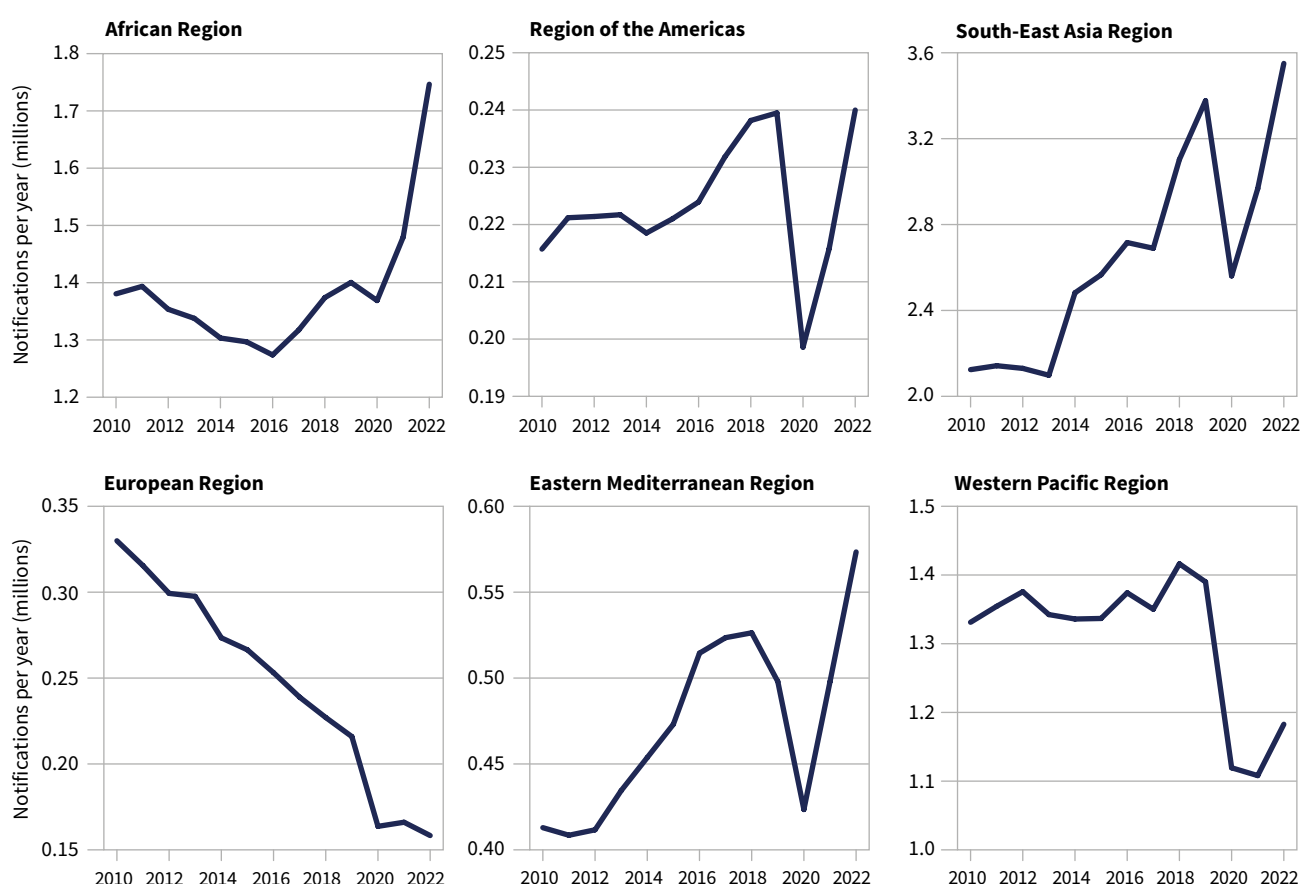 African Region
Region of the Americas
South-East Asia Region
Notifications per year (millions)
1.8
1.7
1.6
1.5
1.4
1.3
1.2
2010 2012 2014 2016 2018 2020 2022
0.25
0.24
0.23
0.22
0.21
0.20
0.19
2010 2012 2014 2016 2018 2020 2022
3.6
3.2
2.8
2.4
2.0
2010 2012 2014 2016 2018 2020 2022
European Region
Eastern Mediterranean Region
Western Pacific Region
Notifications per year (millions)
0.35
0.30
0.25
0.20
0.15
2010 2012 2014 2016 2018 2020 2022
0.60
0.55
0.50
0.45
0.40
2010 2012 2014 2016 2018 2020 2022
1.5
1.4
1.3
1.2
1.1
1.0
2010 2012 2014 2016 2018 2020 2022